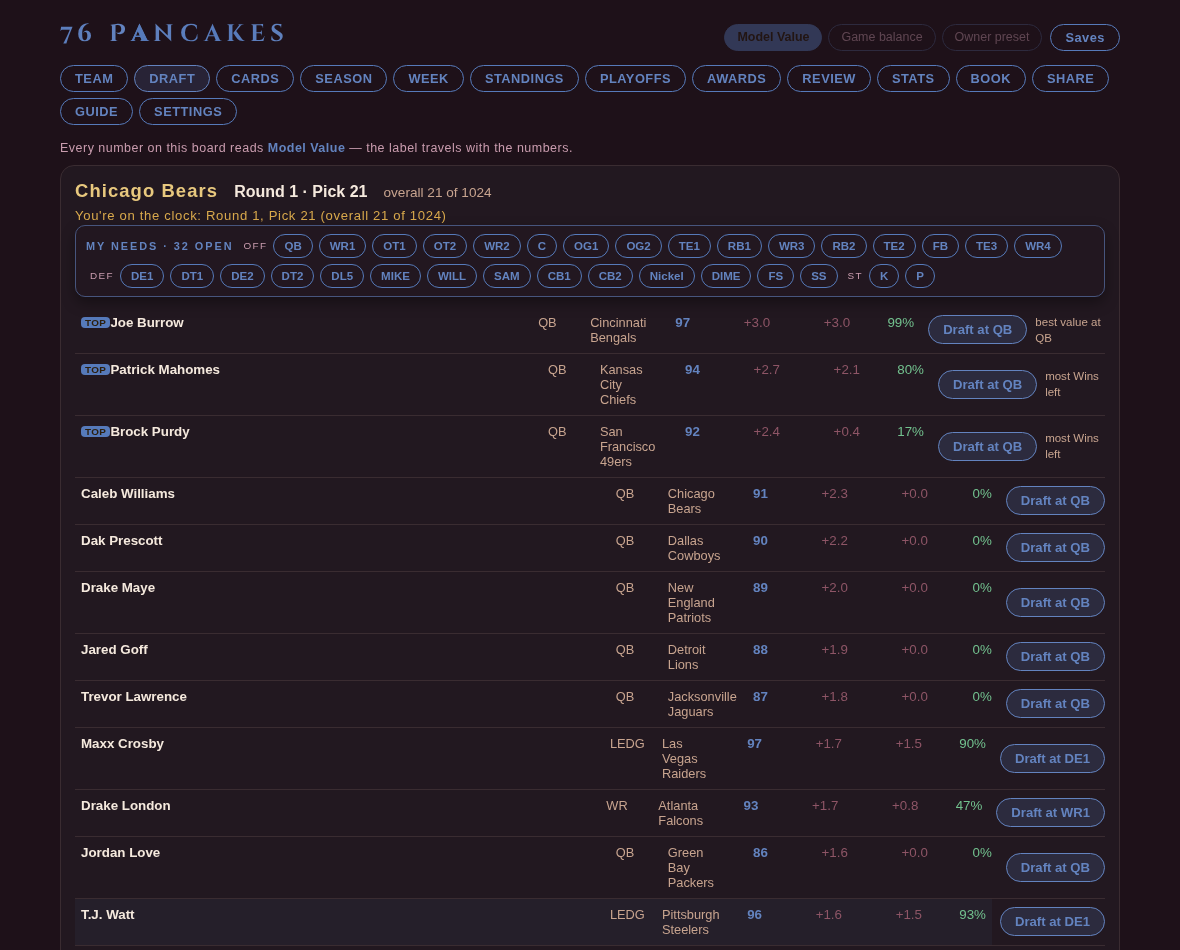 76 PANCAKES
Model Value Game balance Owner preset Saves
TEAM DRAFT CARDS SEASON WEEK STANDINGS PLAYOFFS AWARDS REVIEW STATS BOOK SHARE
GUIDE SETTINGS
Every number on this board reads Model Value — the label travels with the numbers.
Chicago Bears Round 1 · Pick 21 overall 21 of 1024
You're on the clock: Round 1, Pick 21 (overall 21 of 1024)
MY NEEDS · 32 OPEN OFF QB WR1 OT1 OT2 WR2 C OG1 OG2 TE1 RB1 WR3 RB2 TE2 FB TE3 WR4
DEF DE1 DT1 DE2 DT2 DL5 MIKE WILL SAM CB1 CB2 Nickel DIME FS SS ST K P
TOP Joe Burrow QB Cincinnati Bengals 97 +3.0 +3.0 99% Draft at QB best value at QB
TOP Patrick Mahomes QB Kansas City Chiefs 94 +2.7 +2.1 80% Draft at QB most Wins left
TOP Brock Purdy QB San Francisco 49ers 92 +2.4 +0.4 17% Draft at QB most Wins left
Caleb Williams QB Chicago Bears 91 +2.3 +0.0 0% Draft at QB
Dak Prescott QB Dallas Cowboys 90 +2.2 +0.0 0% Draft at QB
Drake Maye QB New England Patriots 89 +2.0 +0.0 0% Draft at QB
Jared Goff QB Detroit Lions 88 +1.9 +0.0 0% Draft at QB
Trevor Lawrence QB Jacksonville Jaguars 87 +1.8 +0.0 0% Draft at QB
Maxx Crosby LEDG Las Vegas Raiders 97 +1.7 +1.5 90% Draft at DE1
Drake London WR Atlanta Falcons 93 +1.7 +0.8 47% Draft at WR1
Jordan Love QB Green Bay Packers 86 +1.6 +0.0 0% Draft at QB
T.J. Watt LEDG Pittsburgh Steelers 96 +1.6 +1.5 93% Draft at DE1